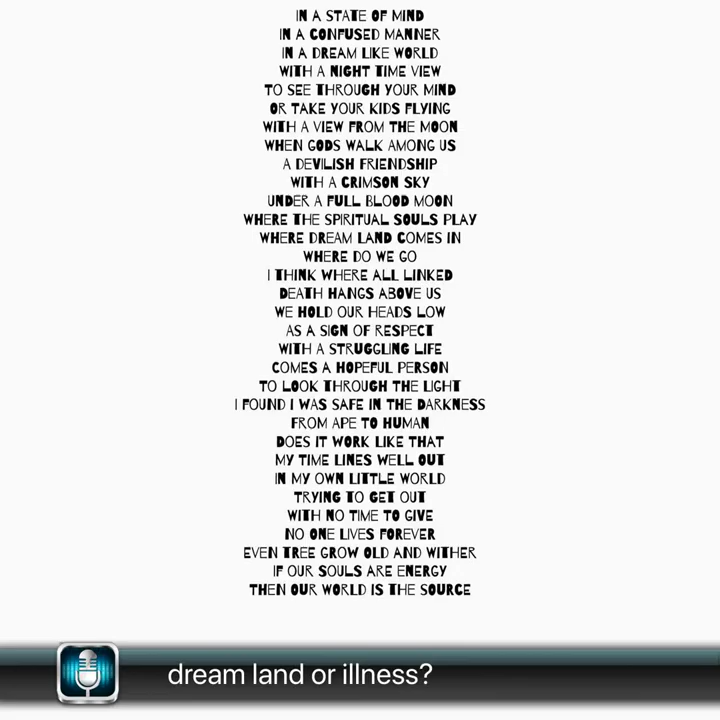 IN A STATE OF MIND
IN A CONFUSED MANNER
IN A DREAM LIKE WORLD
WITH A NIGHT TIME VIEW
TO SEE THROUGH YOUR MIND
OR TAKE YOUR KIDS FLYING
WITH A VIEW FROM THE MOON
WHEN GODS WALK AMONG US
A DEVILISH FRIENDSHIP
WITH A CRIMSON SKY
UNDER A FULL BLOOD MOON
WHERE THE SPIRITUAL SOULS PLAY
WHERE DREAM LAND COMES IN
WHERE DO WE GO
I THINK WHERE ALL LINKED
DEATH HANGS ABOVE US
WE HOLD OUR HEADS LOW
AS A SIGN OF RESPECT
WITH A STRUGGLING LIFE
COMES A HOPEFUL PERSON
TO LOOK THROUGH THE LIGHT
I FOUND I WAS SAFE IN THE DARKNESS
FROM APE TO HUMAN
DOES IT WORK LIKE THAT
MY TIME LINES WELL OUT
IN MY OWN LITTLE WORLD
TRYING TO GET OUT
WITH NO TIME TO GIVE
NO ONE LIVES FOREVER
EVEN TREE GROW OLD AND WITHER
IF OUR SOULS ARE ENERGY
THEN OUR WORLD IS THE SOURCE
dream land or illness?